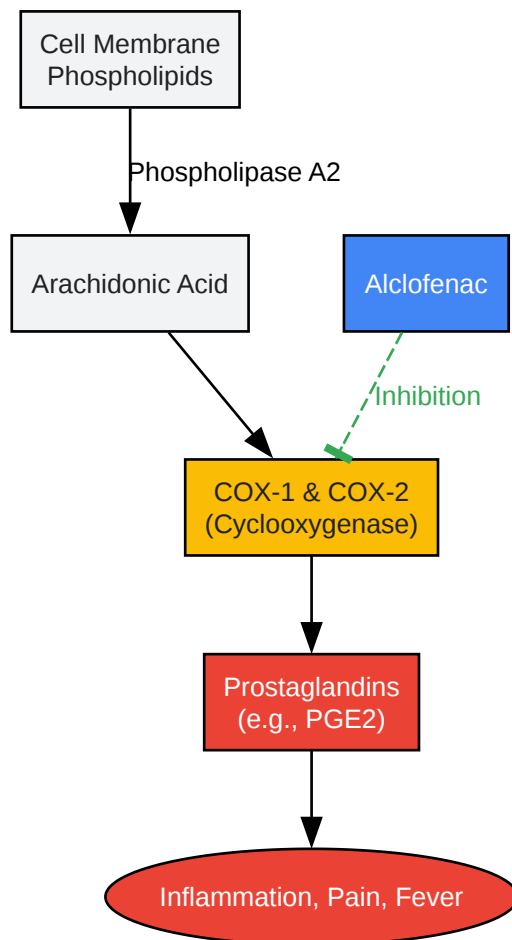 Cell Membrane
Phospholipids
Phospholipase A2
Arachidonic Acid
Alclofenac
Inhibition
COX-1 & COX-2
(Cyclooxygenase)
Prostaglandins
(e.g., PGE2)
Inflammation, Pain, Fever